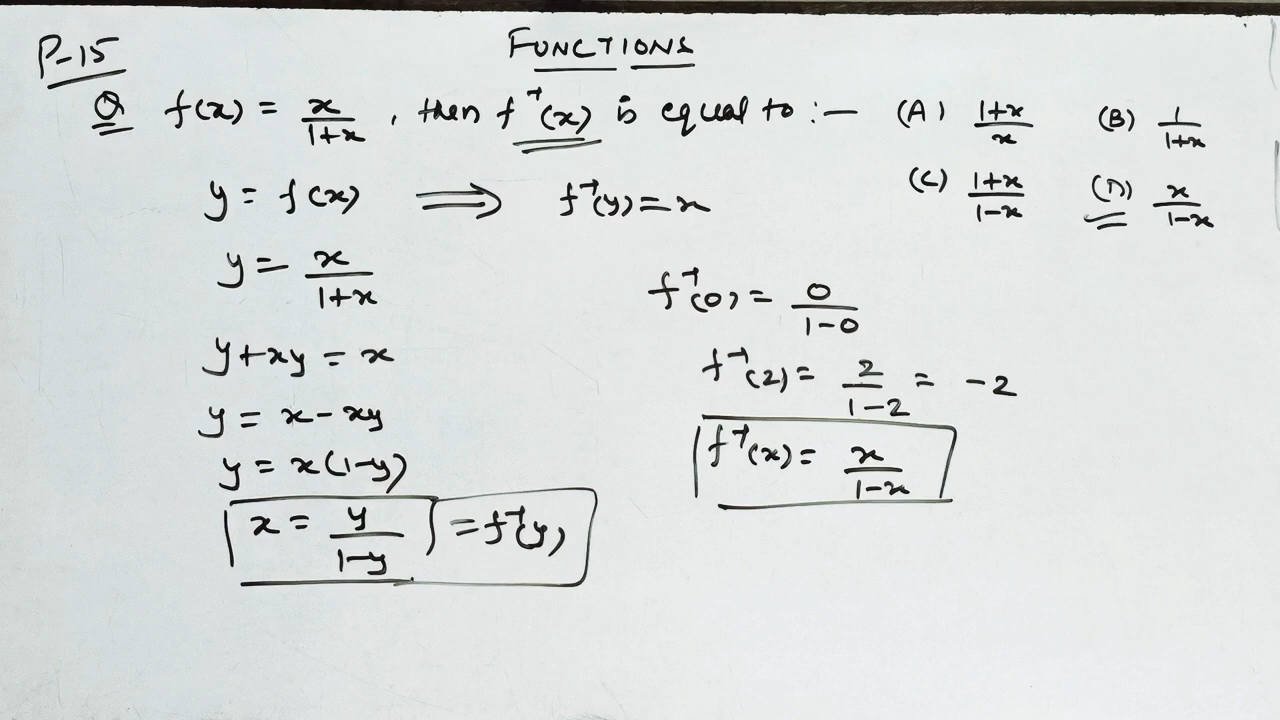 P-15
FUNCTIONS
Q f(x) = x/(1+x), then f⁻¹(x) is equal to :— (A) (1+x)/x (B) 1/(1+x)
(C) (1+x)/(1-x) (D) x/(1-x)
y = f(x) ⟹ f⁻¹(y) = x
y = x/(1+x)
y+xy = x
y = x - xy
y = x(1-y)
x = y/(1-y) = f⁻¹(y)
f⁻¹(0) = 0/(1-0)
f⁻¹(2) = 2/(1-2) = -2
f⁻¹(x) = x/(1-x)